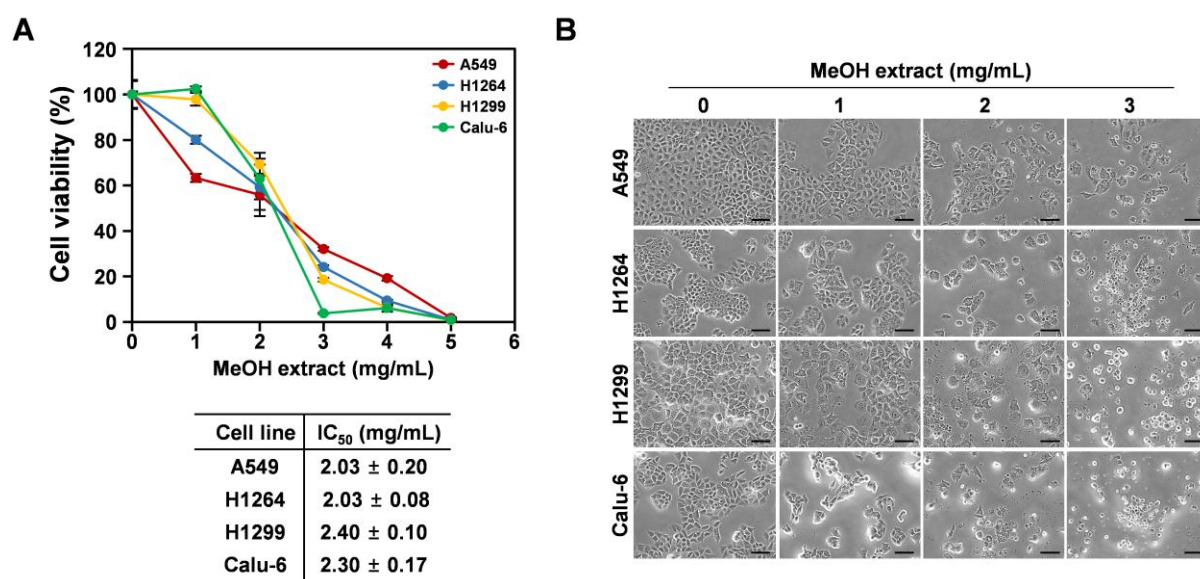 A
120
100
80
60
40
20
0
Cell viability (%)
0 1 2 3 4 5 6
MeOH extract (mg/mL)
A549
H1264
H1299
Calu-6
Cell line IC₅₀ (mg/mL)
A549 2.03 ± 0.20
H1264 2.03 ± 0.08
H1299 2.40 ± 0.10
Calu-6 2.30 ± 0.17
B
MeOH extract (mg/mL)
0 1 2 3
A549
H1264
H1299
Calu-6